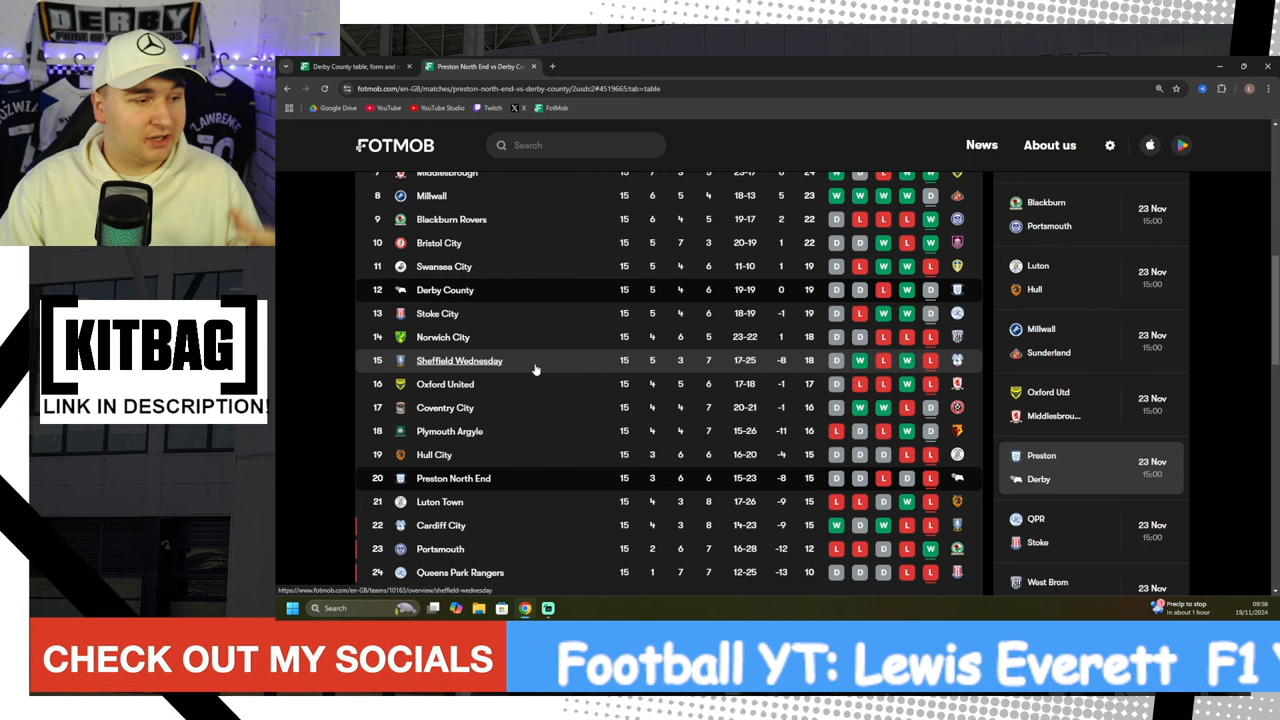 DERBY
PRIDE OF
LAWRENCE
Derby County table, form and
Preston North End vs Derby Co
fotmob.com/en-GB/matches/preston-north-end-vs-derby-county/2usdc2#4519665:tab=table
Google Drive YouTube YouTube Studio Twitch X FotMob
FOTMOB Search News About us
7 Middlesbrough 15 7 3 5 23-17 6 24 W D L W W
8 Millwall 15 6 5 4 18-13 5 23 W W W W D
9 Blackburn Rovers 15 6 4 5 19-17 2 22 D L L L W
10 Bristol City 15 5 7 3 20-19 1 22 D D W L W
11 Swansea City 15 5 4 6 11-10 1 19 D L W W L
12 Derby County 15 5 4 6 19-19 0 19 D D L W D
13 Stoke City 15 5 4 6 18-19 -1 19 D L W W D
14 Norwich City 15 4 6 5 23-22 1 18 D D L L L
15 Sheffield Wednesday 15 5 3 7 17-25 -8 18 D W L W L
16 Oxford United 15 4 5 6 17-18 -1 17 D L L W L
17 Coventry City 15 4 4 7 20-21 -1 16 D W W L D
18 Plymouth Argyle 15 4 4 7 15-26 -11 16 L D L W D
19 Hull City 15 3 6 6 16-20 -4 15 D D D L L
20 Preston North End 15 3 6 6 15-23 -8 15 D D L D L
21 Luton Town 15 4 3 8 17-26 -9 15 L L D W L
22 Cardiff City 15 4 3 8 14-23 -9 15 W D W L L
23 Portsmouth 15 2 6 7 16-28 -12 12 L L D L W
24 Queens Park Rangers 15 1 7 7 12-25 -13 10 D D D L L
Blackburn
Portsmouth
23 Nov
15:00
Luton
Hull
23 Nov
15:00
Millwall
Sunderland
23 Nov
15:00
Oxford Utd
Middlesbrou...
23 Nov
15:00
Preston
Derby
23 Nov
15:00
QPR
Stoke
23 Nov
15:00
West Brom
23 Nov
https://www.fotmob.com/en-GB/teams/10163/overview/sheffield-wednesday
Search
Precip to stop
In about 1 hour
09:58
19/11/2024
[KITBAG]
LINK IN DESCRIPTION!
CHECK OUT MY SOCIALS
Football YT: Lewis Everett F1